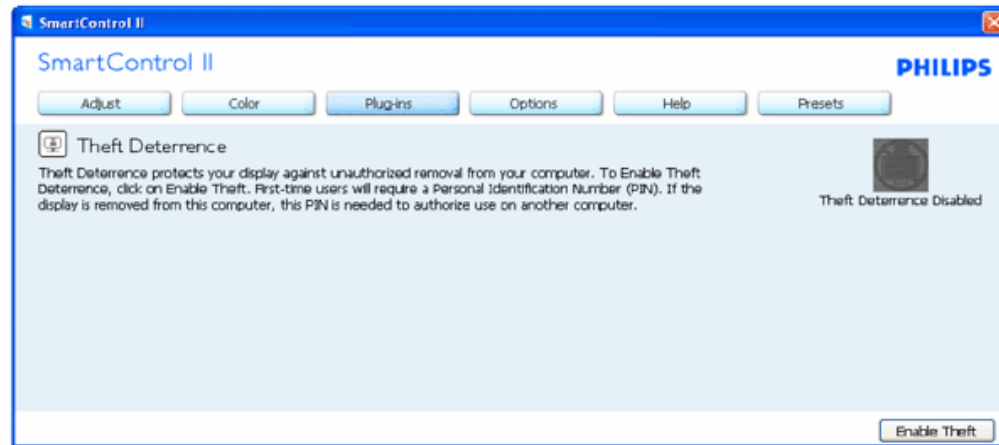 SmartControl II
SmartControl II
PHILIPS
Adjust Color Plug-ins Options Help Presets
Theft Deterrence
Theft Deterrence protects your display against unauthorized removal from your computer. To Enable Theft
Deterrence, click on Enable Theft. First-time users will require a Personal Identification Number (PIN). If the
display is removed from this computer, this PIN is needed to authorize use on another computer.
Theft Deterrence Disabled
Enable Theft